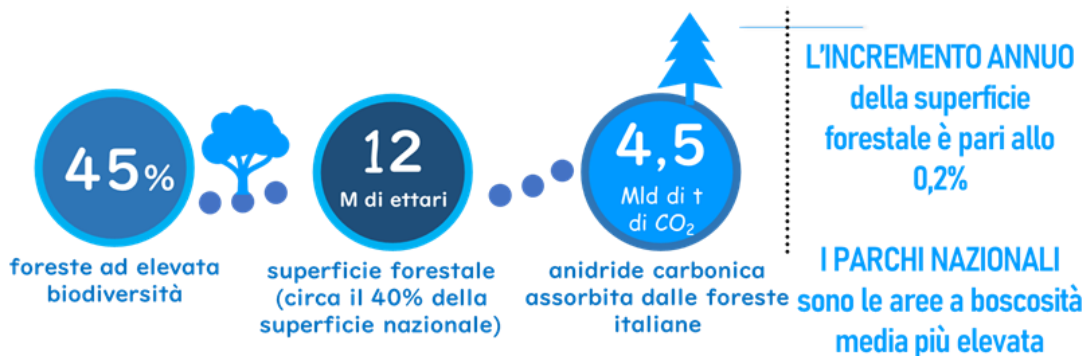 45%
foreste ad elevata
biodiversità
12
M di ettari
superficie forestale
(circa il 40% della
superficie nazionale)
4,5
Mld di t
di CO₂
anidride carbonica
assorbita dalle foreste
italiane
L'INCREMENTO ANNUO
della superficie
forestale è pari allo
0,2%
I PARCHI NAZIONALI
sono le aree a boscosità
media più elevata